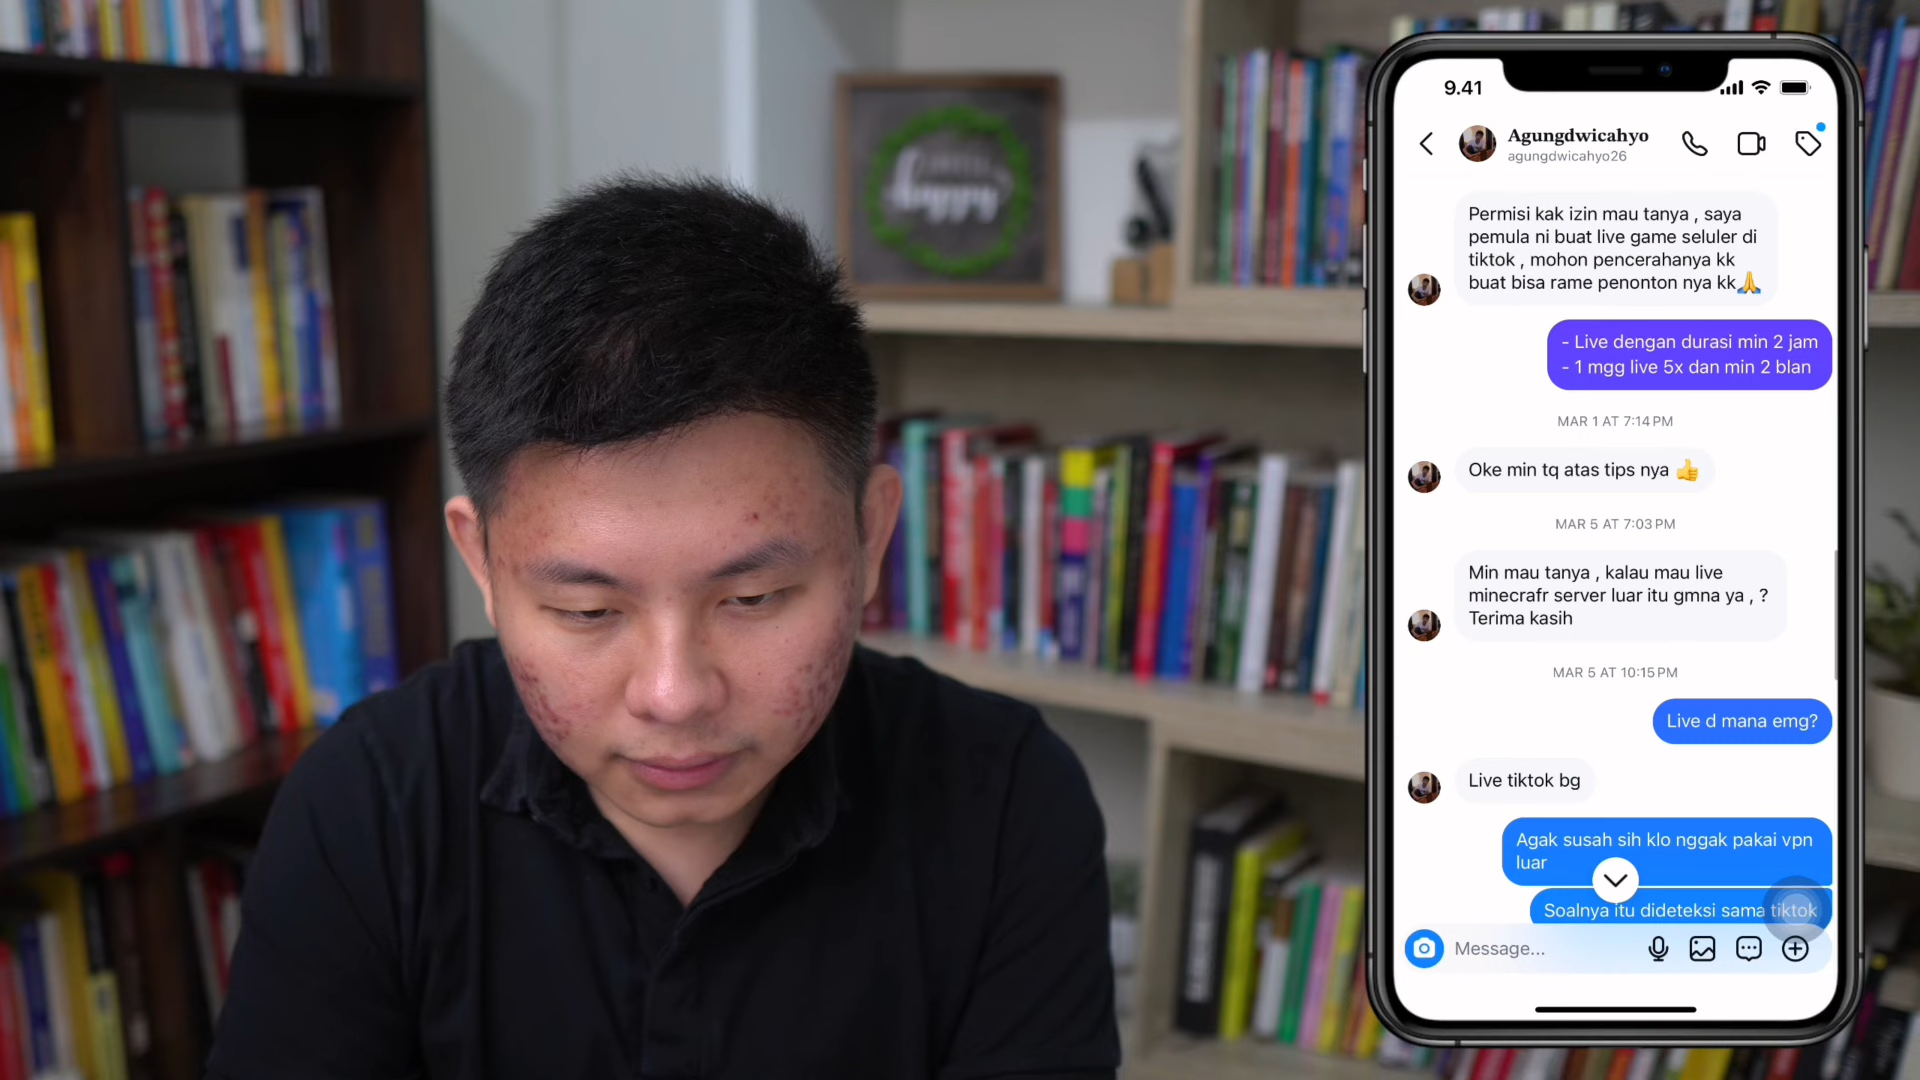 happy
9.41
Agungdwicahyo
agungdwicahyo26
Permisi kak izin mau tanya , saya
pemula ni buat live game seluler di
tiktok , mohon pencerahanya kk
buat bisa rame penonton nya kk🙏
- Live dengan durasi min 2 jam
- 1 mgg live 5x dan min 2 blan
MAR 1 AT 7:14 PM
Oke min tq atas tips nya 👍
MAR 5 AT 7:03 PM
Min mau tanya , kalau mau live
minecrafr server luar itu gmna ya , ?
Terima kasih
MAR 5 AT 10:15 PM
Live d mana emg?
Live tiktok bg
Agak susah sih klo nggak pakai vpn
luar
Soalnya itu dideteksi sama tiktok
Message...